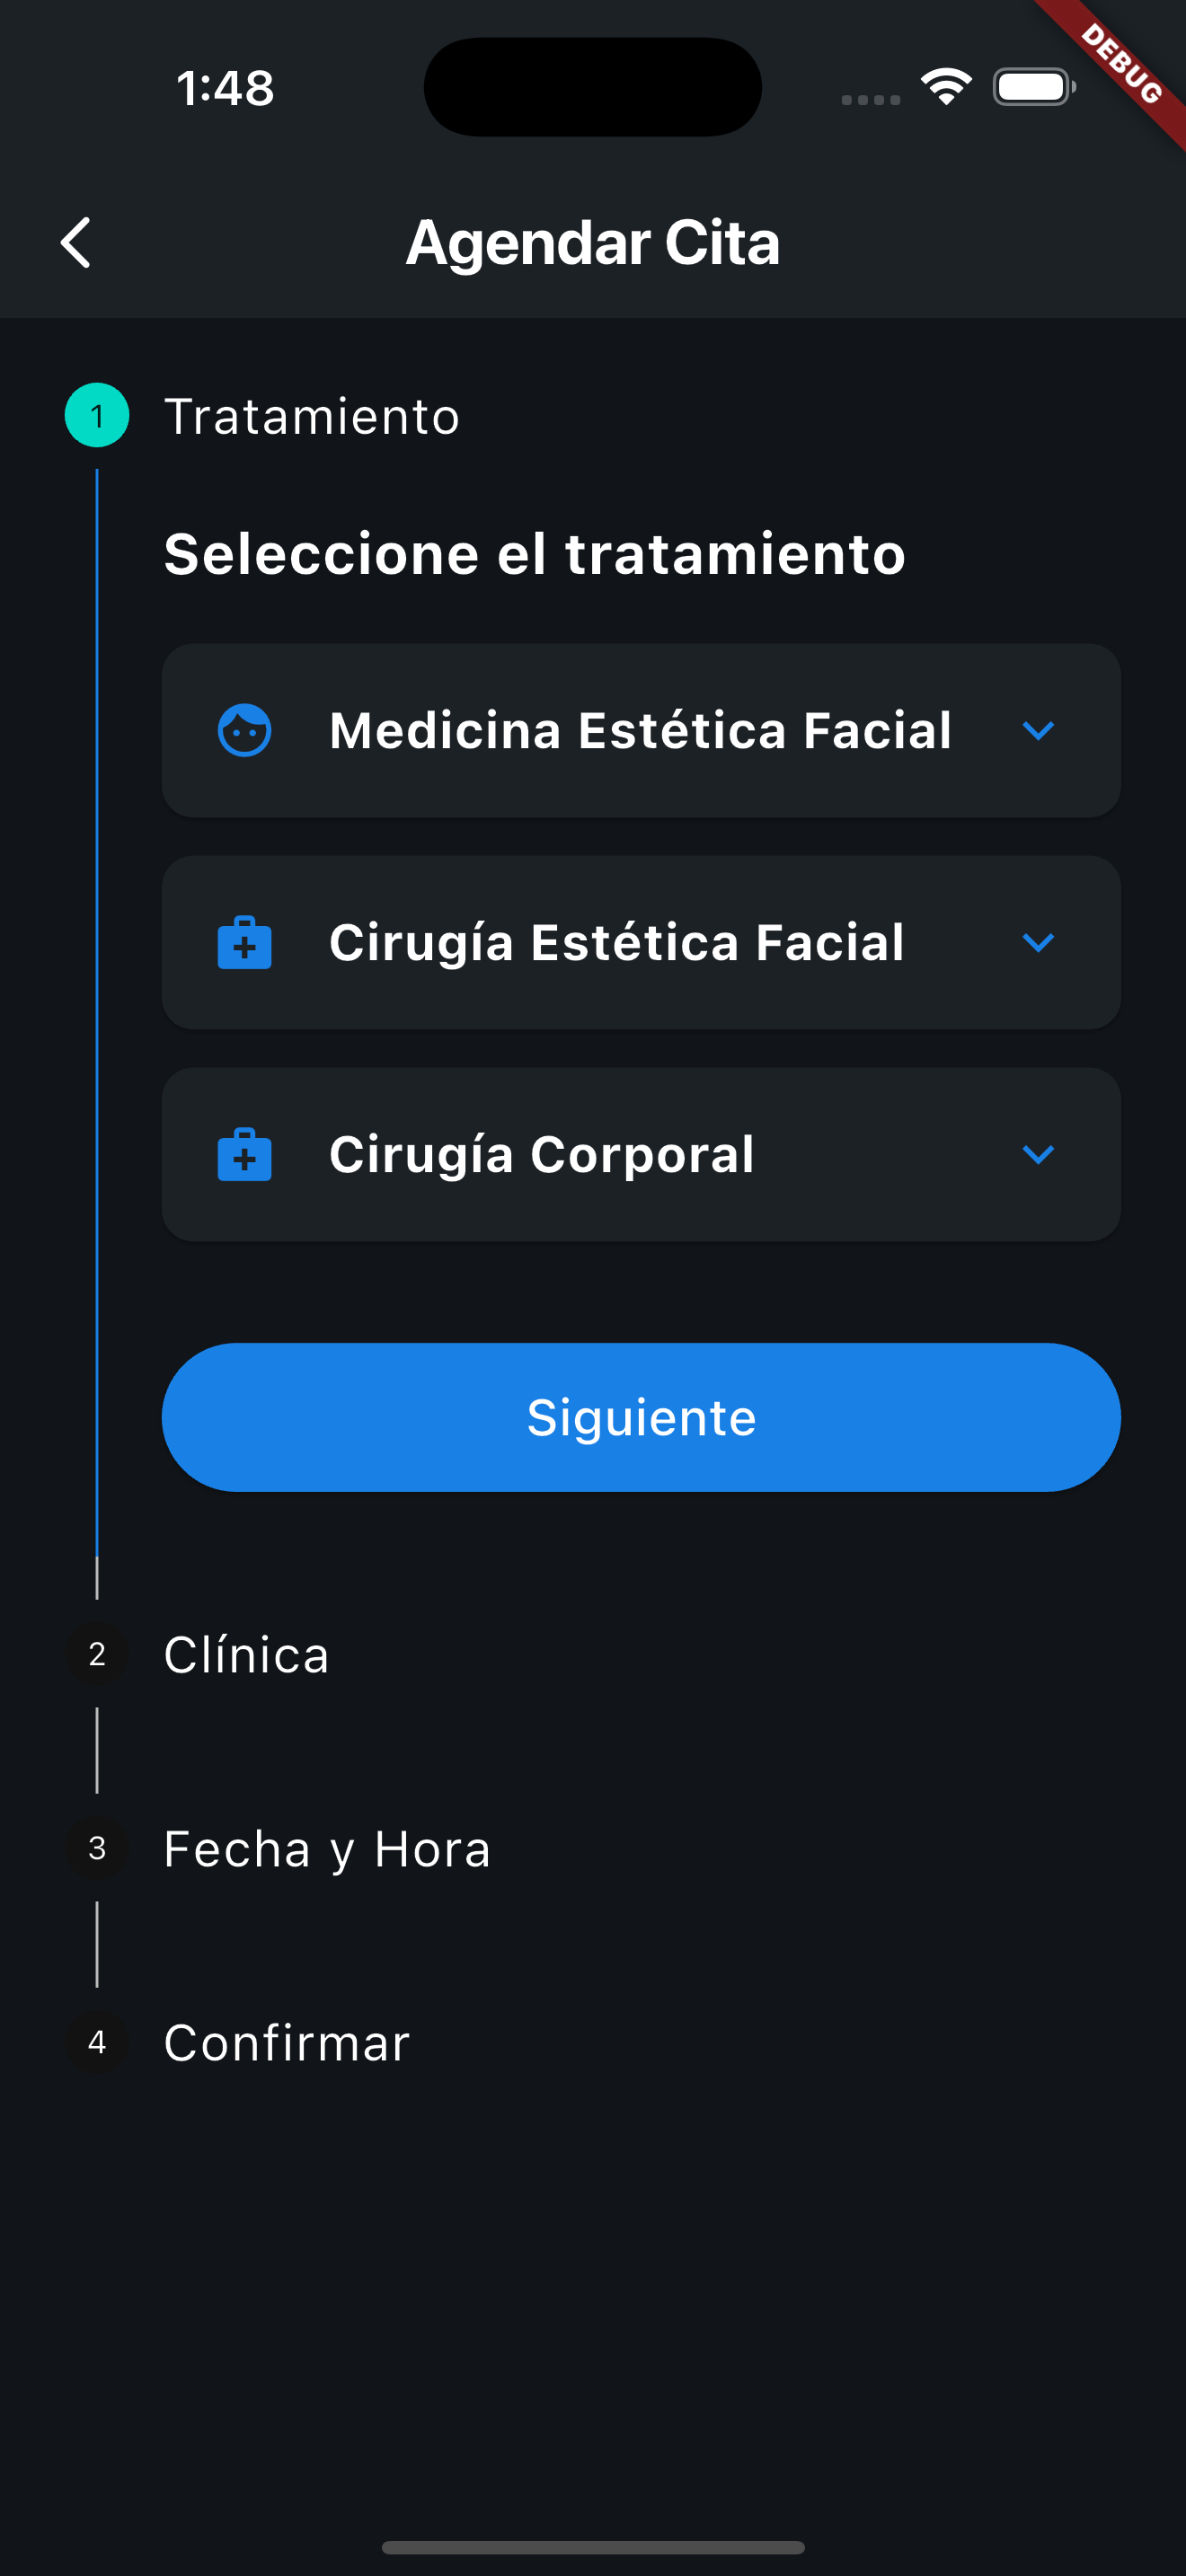 1:48
DEBUG
Agendar Cita
1 Tratamiento
Seleccione el tratamiento
Medicina Estética Facial
Cirugía Estética Facial
Cirugía Corporal
Siguiente
2 Clínica
3 Fecha y Hora
4 Confirmar